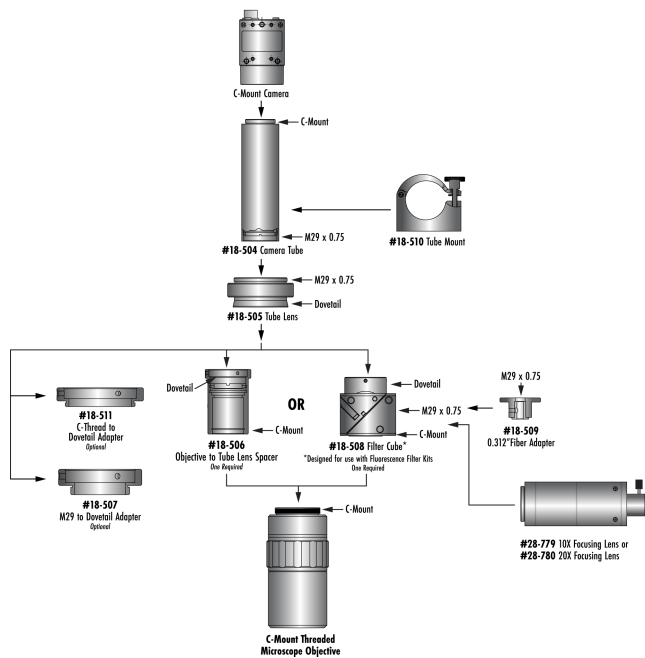 C-Mount Camera
C-Mount
M29 x 0.75
#18-504 Camera Tube
#18-510 Tube Mount
M29 x 0.75
Dovetail
#18-505 Tube Lens
Dovetail
C-Mount
#18-506
Objective to Tube Lens Spacer
One Required
OR
Dovetail
M29 x 0.75
C-Mount
#18-508 Filter Cube*
*Designed for use with Fluorescence Filter Kits
One Required
M29 x 0.75
#18-509
0.312"Fiber Adapter
#18-511
C-Thread to
Dovetail Adapter
Optional
#18-507
M29 to Dovetail Adapter
Optional
#28-779 10X Focusing Lens or
#28-780 20X Focusing Lens
C-Mount
C-Mount Threaded
Microscope Objective